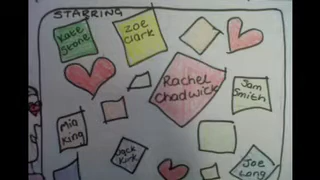 STARRING
Kate
Stone
Zoe
Clark
Rachel
Chadwick
Sam
Smith
Mia
King
Jack
Kirk
Joe
Long